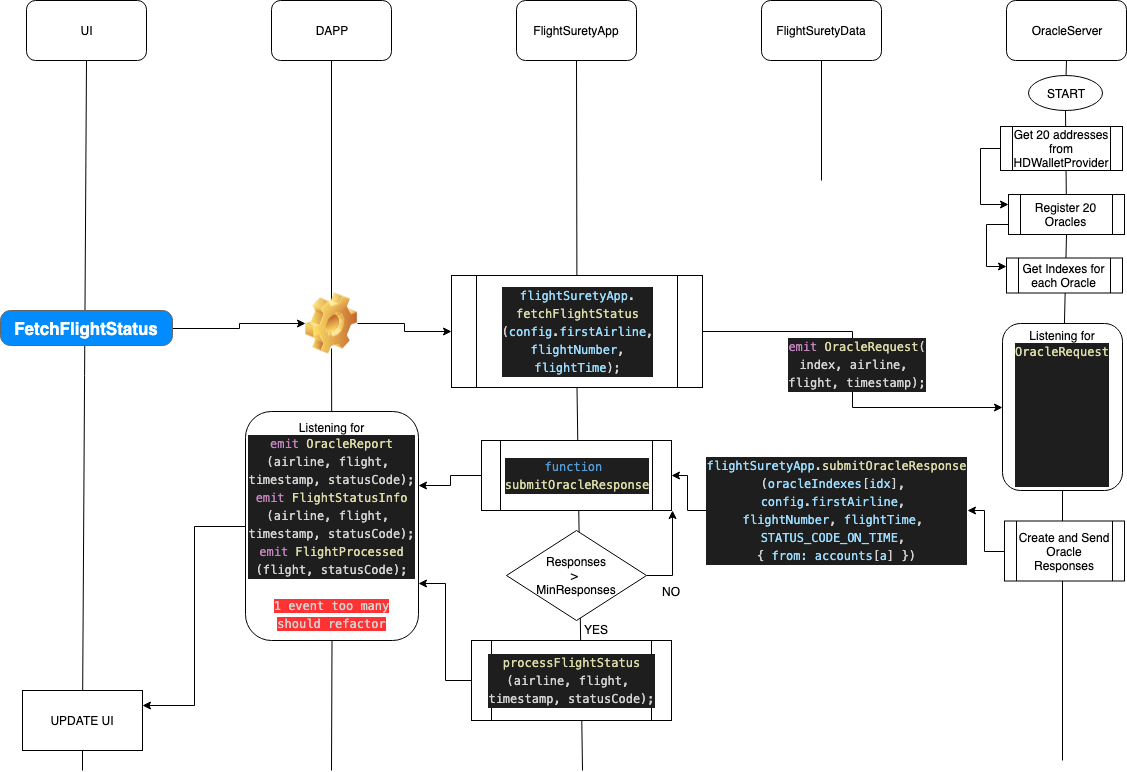 UI
DAPP
FlightSuretyApp
FlightSuretyData
OracleServer
START
Get 20 addresses
from
HDWalletProvider
Register 20
Oracles
Get Indexes for
each Oracle
FetchFlightStatus
flightSuretyApp.
fetchFlightStatus
(config.firstAirline,
flightNumber,
flightTime);
emit OracleRequest(
index, airline,
flight, timestamp);
Listening for
OracleRequest
Listening for
emit OracleReport
(airline, flight,
timestamp, statusCode);
emit FlightStatusInfo
(airline, flight,
timestamp, statusCode);
emit FlightProcessed
(flight, statusCode);
1 event too many
should refactor
function
submitOracleResponse
flightSuretyApp.submitOracleResponse
(oracleIndexes[idx],
config.firstAirline,
flightNumber, flightTime,
STATUS_CODE_ON_TIME,
{ from: accounts[a] })
Create and Send
Oracle
Responses
Responses
>
MinResponses
NO
YES
processFlightStatus
(airline, flight,
timestamp, statusCode);
UPDATE UI